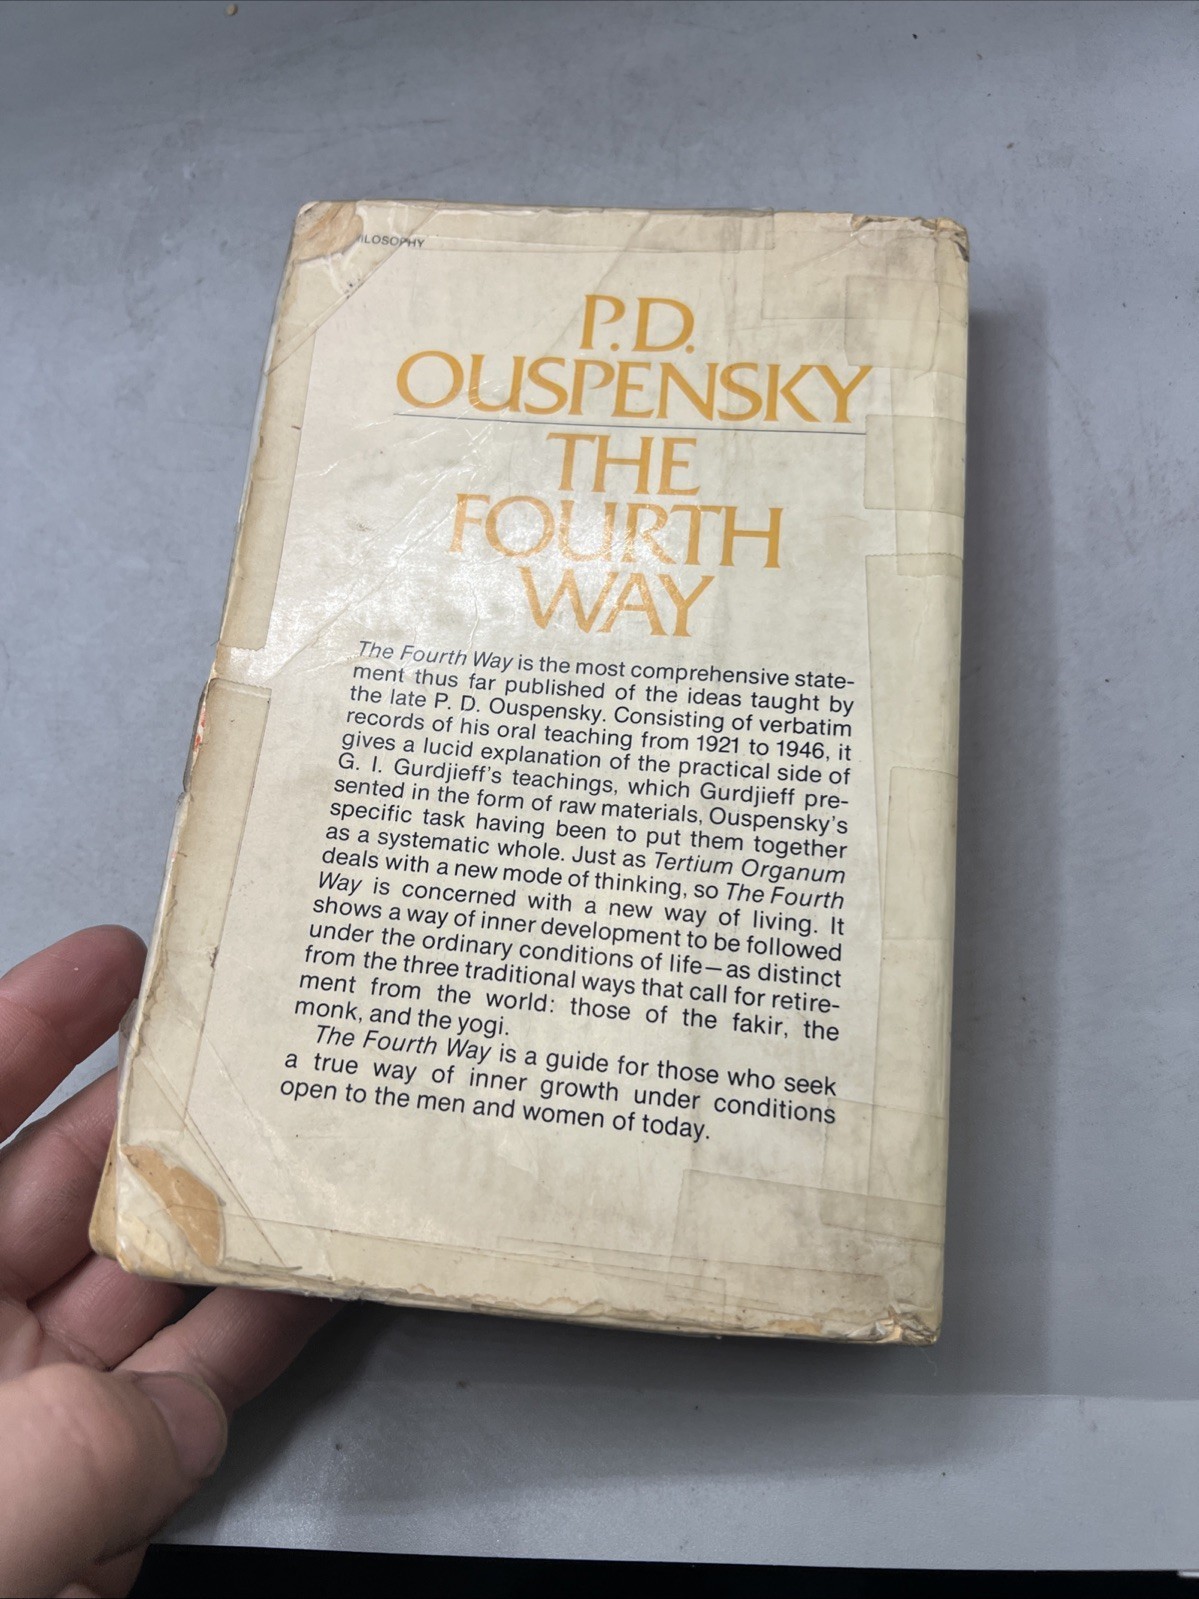 ILOSOPHY
P.D.
OUSPENSKY
THE
FOURTH
WAY
The Fourth Way is the most comprehensive state-
ment thus far published of the ideas taught by
the late P. D. Ouspensky. Consisting of verbatim
records of his oral teaching from 1921 to 1946, it
gives a lucid explanation of the practical side of
G. I. Gurdjieff's teachings, which Gurdjieff pre-
sented in the form of raw materials, Ouspensky's
specific task having been to put them together
as a systematic whole. Just as Tertium Organum
deals with a new mode of thinking, so The Fourth
Way is concerned with a new way of living. It
shows a way of inner development to be followed
under the ordinary conditions of life—as distinct
from the three traditional ways that call for retire-
ment from the world: those of the fakir, the
monk, and the yogi.
The Fourth Way is a guide for those who seek
a true way of inner growth under conditions
open to the men and women of today.